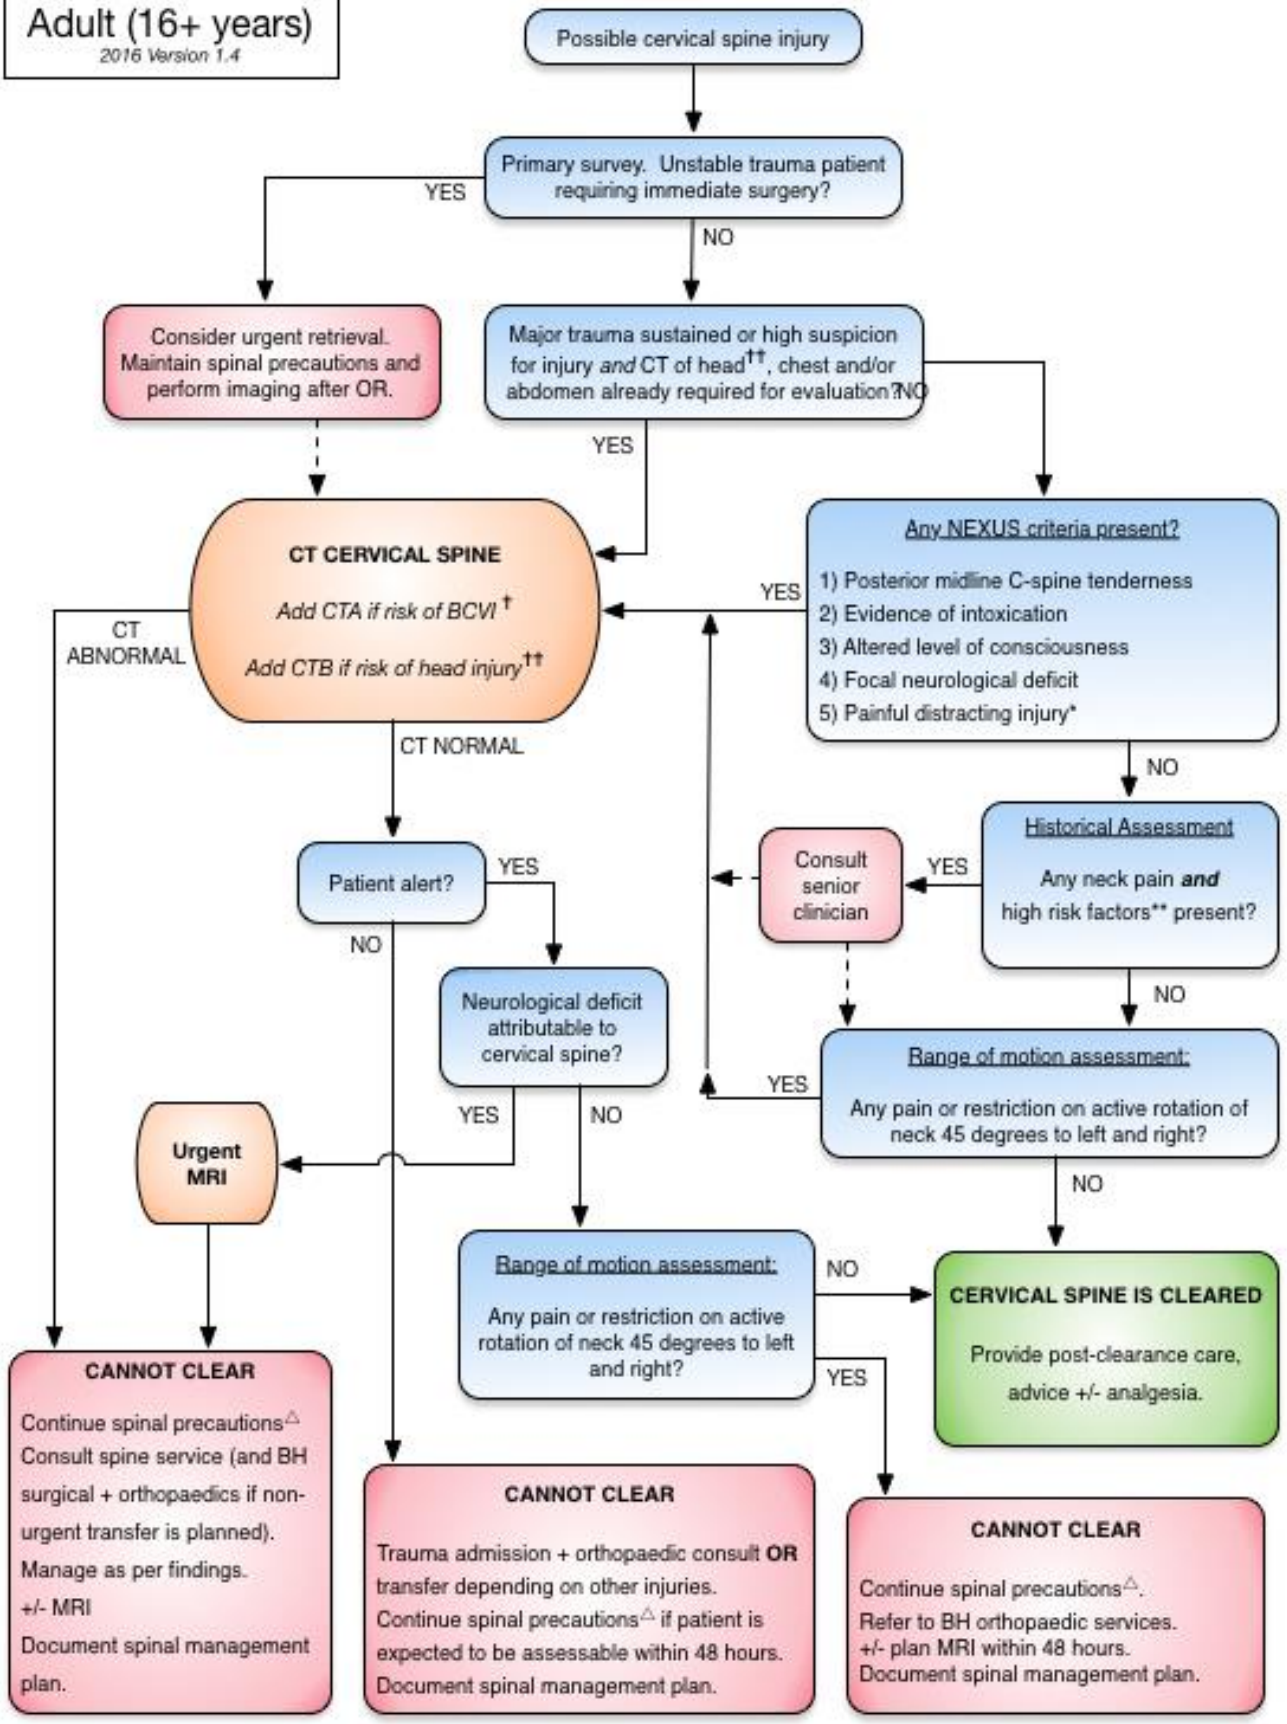 Adult (16+ years)
2016 Version 1.4
Possible cervical spine injury
Primary survey. Unstable trauma patient
requiring immediate surgery?
YES
NO
Consider urgent retrieval.
Maintain spinal precautions and
perform imaging after OR.
Major trauma sustained or high suspicion
for injury and CT of head††, chest and/or
abdomen already required for evaluation?
NO
YES
CT CERVICAL SPINE
Add CTA if risk of BCVI †
Add CTB if risk of head injury††
Any NEXUS criteria present?
1) Posterior midline C-spine tenderness
2) Evidence of intoxication
3) Altered level of consciousness
4) Focal neurological deficit
5) Painful distracting injury*
YES
CT
ABNORMAL
CT NORMAL
NO
Historical Assessment
Any neck pain and
high risk factors** present?
YES
Consult
senior
clinician
NO
Patient alert?
YES
NO
Neurological deficit
attributable to
cervical spine?
YES
NO
Range of motion assessment:
Any pain or restriction on active rotation of
neck 45 degrees to left and right?
YES
NO
Urgent
MRI
Range of motion assessment:
Any pain or restriction on active
rotation of neck 45 degrees to left
and right?
NO
YES
CERVICAL SPINE IS CLEARED
Provide post-clearance care,
advice +/- analgesia.
CANNOT CLEAR
Continue spinal precautions△
Consult spine service (and BH
surgical + orthopaedics if non-
urgent transfer is planned).
Manage as per findings.
+/- MRI
Document spinal management
plan.
CANNOT CLEAR
Trauma admission + orthopaedic consult OR
transfer depending on other injuries.
Continue spinal precautions△ if patient is
expected to be assessable within 48 hours.
Document spinal management plan.
CANNOT CLEAR
Continue spinal precautions△.
Refer to BH orthopaedic services.
+/- plan MRI within 48 hours.
Document spinal management plan.